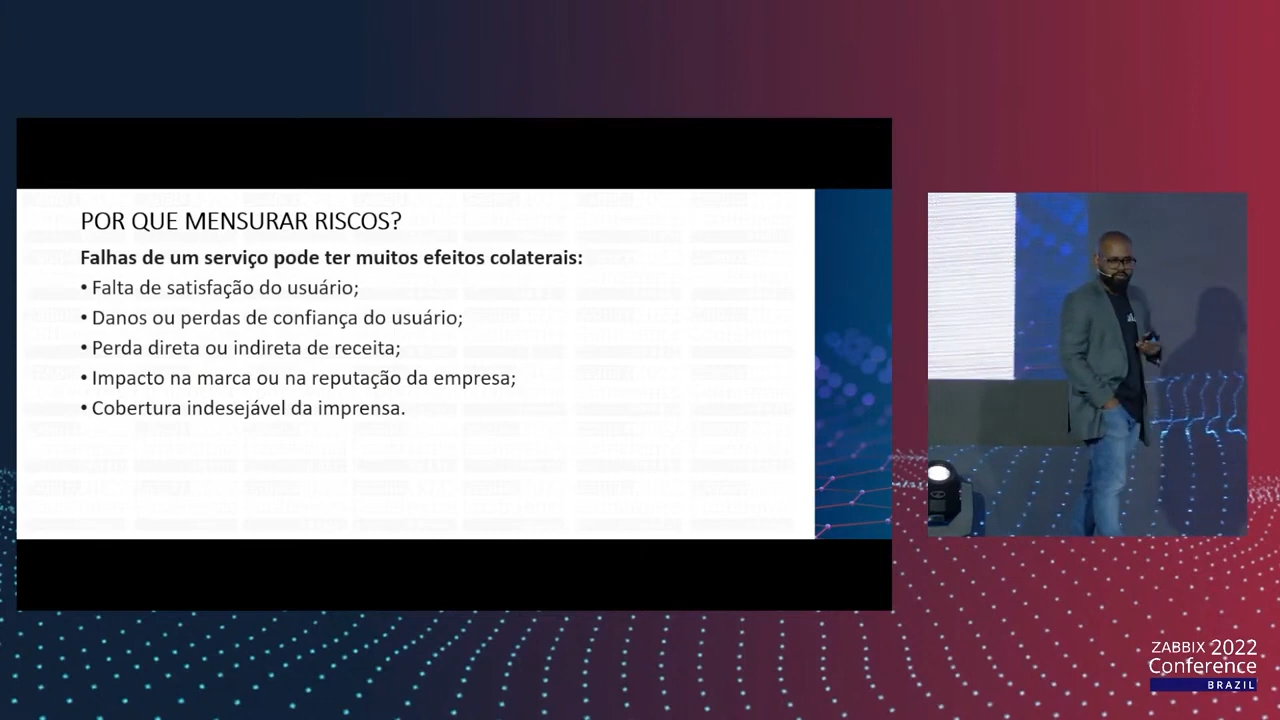 POR QUE MENSURAR RISCOS?
Falhas de um serviço pode ter muitos efeitos colaterais:
• Falta de satisfação do usuário;
• Danos ou perdas de confiança do usuário;
• Perda direta ou indireta de receita;
• Impacto na marca ou na reputação da empresa;
• Cobertura indesejável da imprensa.
ZABBIX 2022
Conference
BRAZIL